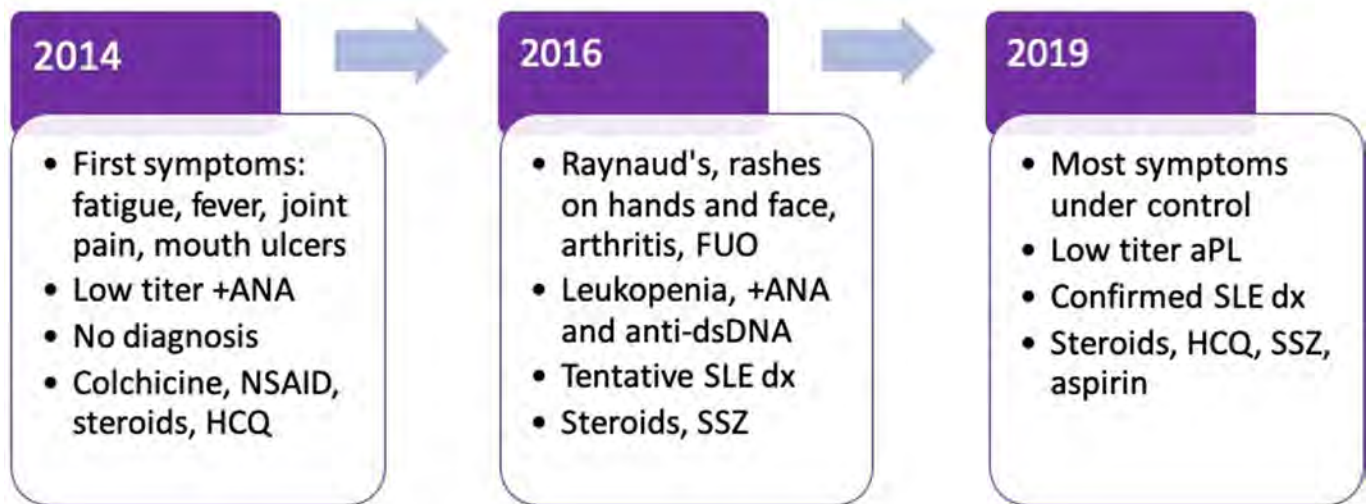 2014
• First symptoms:
fatigue, fever, joint
pain, mouth ulcers
• Low titer +ANA
• No diagnosis
• Colchicine, NSAID,
steroids, HCQ
2016
• Raynaud's, rashes
on hands and face,
arthritis, FUO
• Leukopenia, +ANA
and anti-dsDNA
• Tentative SLE dx
• Steroids, SSZ
2019
• Most symptoms
under control
• Low titer aPL
• Confirmed SLE dx
• Steroids, HCQ, SSZ,
aspirin